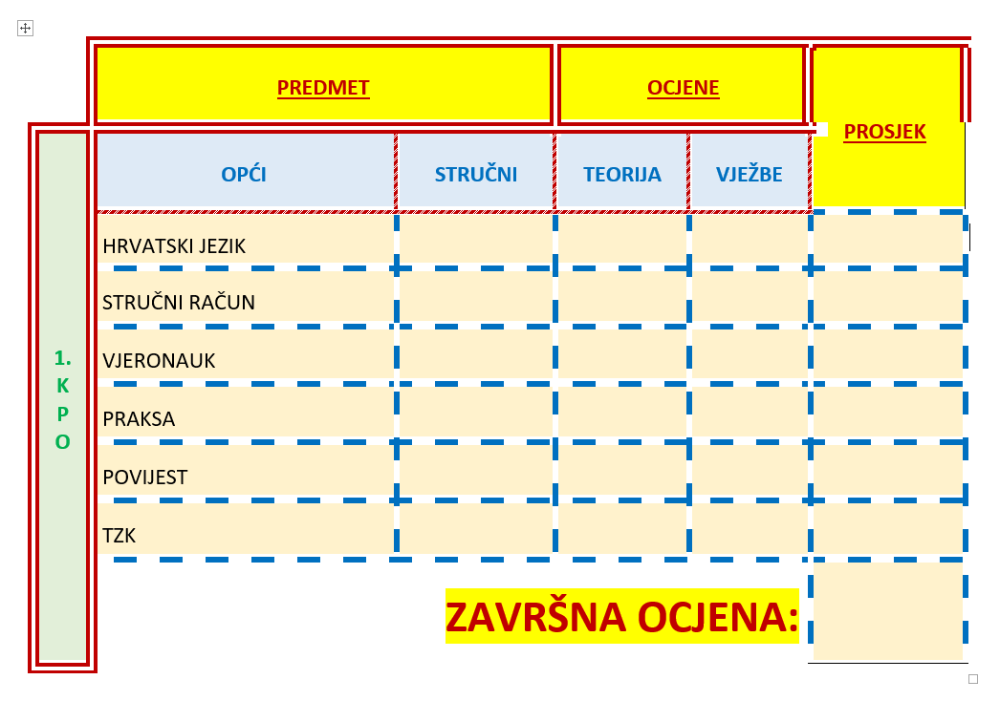 PREDMET
OCJENE
PROSJEK
OPĆI
STRUČNI
TEORIJA
VJEŽBE
1.
K
P
O
HRVATSKI JEZIK
STRUČNI RAČUN
VJERONAUK
PRAKSA
POVIJEST
TZK
ZAVRŠNA OCJENA: